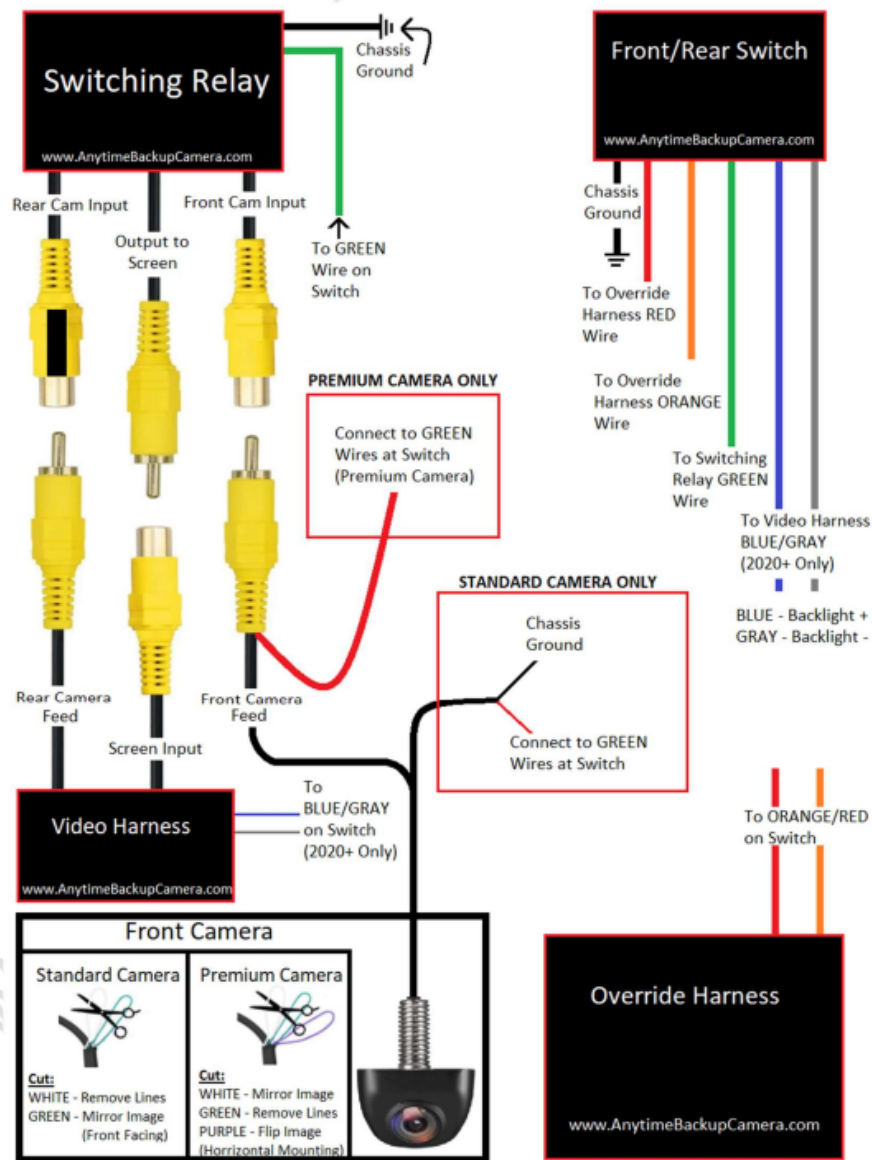 Switching Relay
www.AnytimeBackupCamera.com
Chassis
Ground
Rear Cam Input
Output to
Screen
Front Cam Input
To GREEN
Wire on
Switch
Front/Rear Switch
www.AnytimeBackupCamera.com
Chassis
Ground
To Override
Harness RED
Wire
To Override
Harness ORANGE
Wire
To Switching
Relay GREEN
Wire
To Video Harness
BLUE/GRAY
(2020+ Only)
BLUE - Backlight +
GRAY - Backlight -
PREMIUM CAMERA ONLY
Connect to GREEN
Wires at Switch
(Premium Camera)
STANDARD CAMERA ONLY
Chassis
Ground
Connect to GREEN
Wires at Switch
Rear Camera
Feed
Screen Input
Front Camera
Feed
Video Harness
www.AnytimeBackupCamera.com
To
BLUE/GRAY
on Switch
(2020+ Only)
To ORANGE/RED
on Switch
Override Harness
www.AnytimeBackupCamera.com
Front Camera
Standard Camera
Cut:
WHITE - Remove Lines
GREEN - Mirror Image
(Front Facing)
Premium Camera
Cut:
WHITE - Mirror Image
GREEN - Remove Lines
PURPLE - Flip Image
(Horrizontal Mounting)